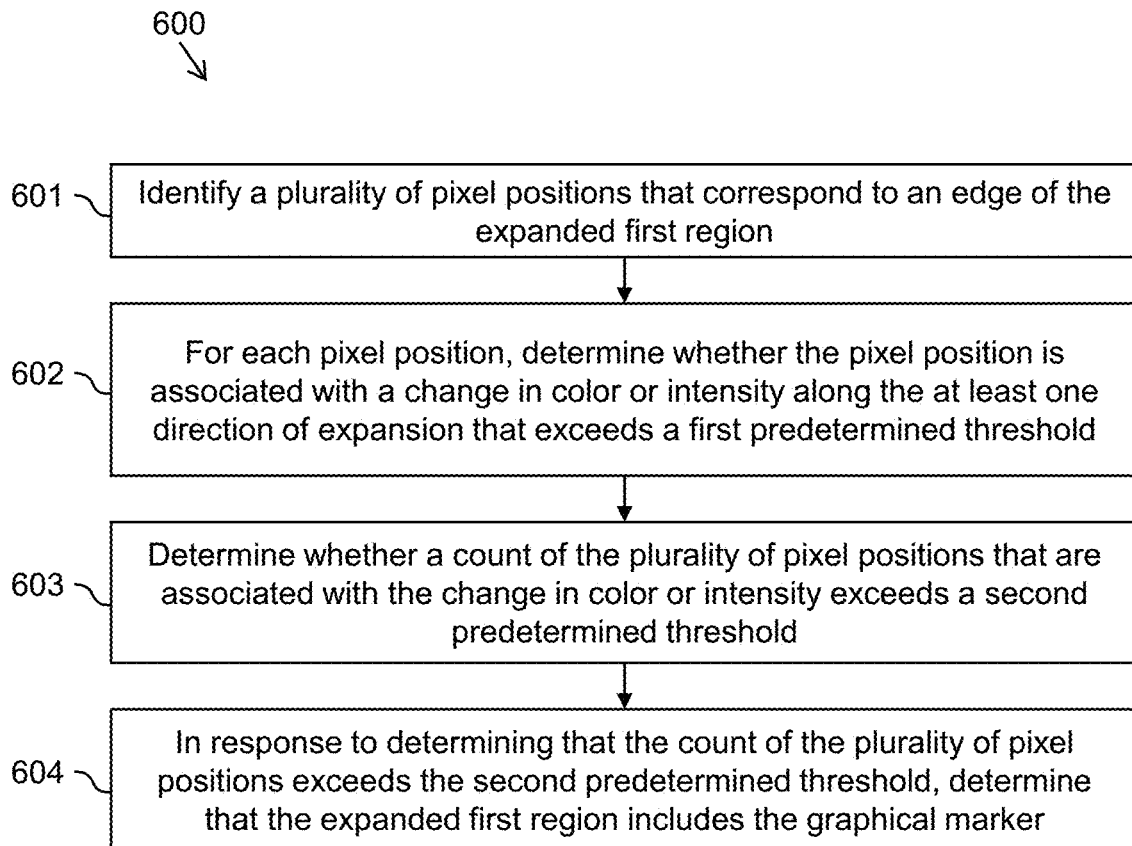 600
601
Identify a plurality of pixel positions that correspond to an edge of the
expanded first region
602
For each pixel position, determine whether the pixel position is
associated with a change in color or intensity along the at least one
direction of expansion that exceeds a first predetermined threshold
603
Determine whether a count of the plurality of pixel positions that are
associated with the change in color or intensity exceeds a second
predetermined threshold
604
In response to determining that the count of the plurality of pixel
positions exceeds the second predetermined threshold, determine
that the expanded first region includes the graphical marker